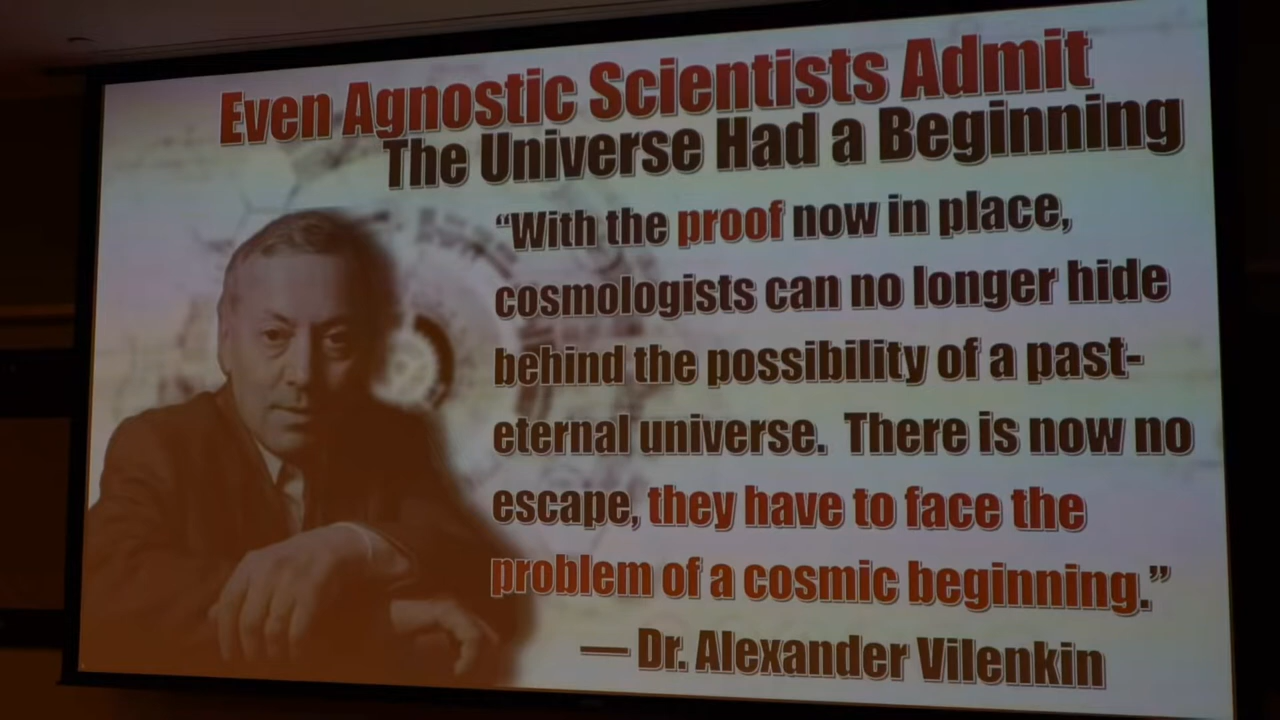 Even Agnostic Scientists Admit
The Universe Had a Beginning
“With the proof now in place,
cosmologists can no longer hide
behind the possibility of a past-
eternal universe.  There is now no
escape, they have to face the
problem of a cosmic beginning.”
— Dr. Alexander Vilenkin